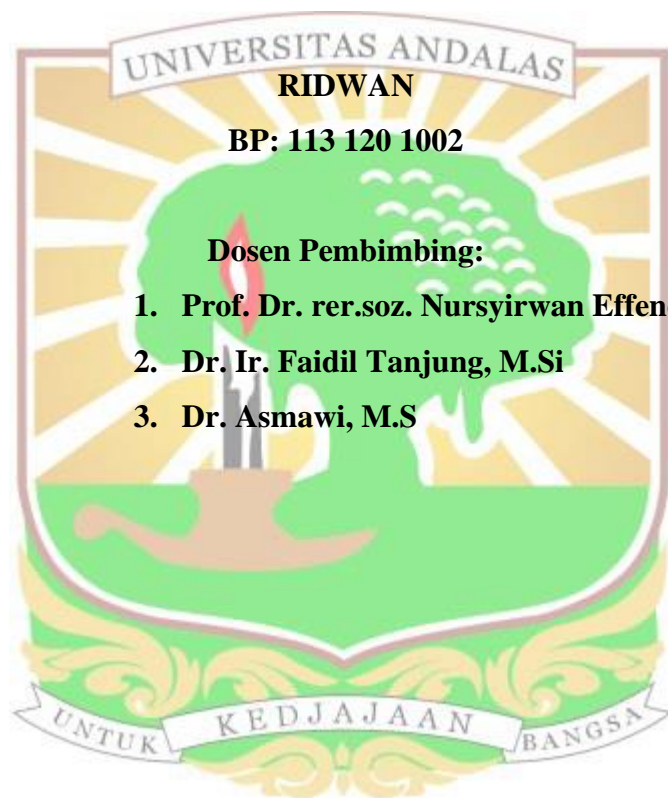 UNIVERSITAS ANDALAS
RIDWAN
BP: 113 120 1002
Dosen Pembimbing:
1. Prof. Dr. rer.soz. Nursyirwan Effen
2. Dr. Ir. Faidil Tanjung, M.Si
3. Dr. Asmawi, M.S
UNTUK KEDJAJAAN BANGSA